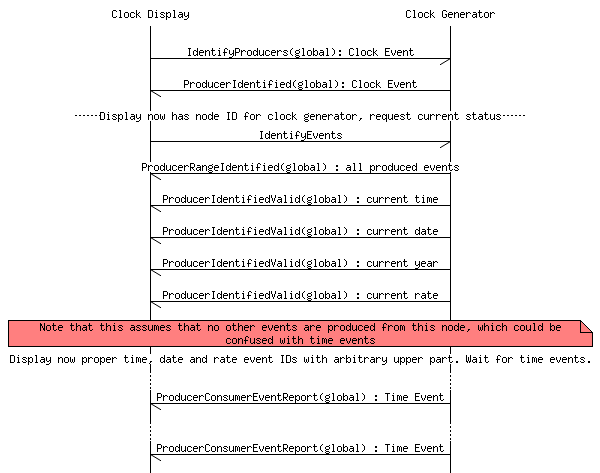 Clock Display Clock Generator
IdentifyProducers(global): Clock Event
ProducerIdentified(global): Clock Event
Display now has node ID for clock generator, request current status
IdentifyEvents
ProducerRangeIdentified(global) : all produced events
ProducerIdentifiedValid(global) : current time
ProducerIdentifiedValid(global) : current date
ProducerIdentifiedValid(global) : current year
ProducerIdentifiedValid(global) : current rate
Note that this assumes that no other events are produced from this node, which could be
confused with time events
Display now proper time, date and rate event IDs with arbitrary upper part. Wait for time events.
ProducerConsumerEventReport(global) : Time Event
ProducerConsumerEventReport(global) : Time Event